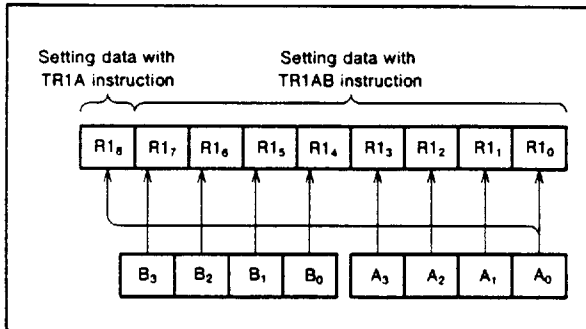 Setting data with Setting data with
TR1A instruction TR1AB instruction
R1₈ R1₇ R1₆ R1₅ R1₄ R1₃ R1₂ R1₁ R1₀
B₃ B₂ B₁ B₀ A₃ A₂ A₁ A₀